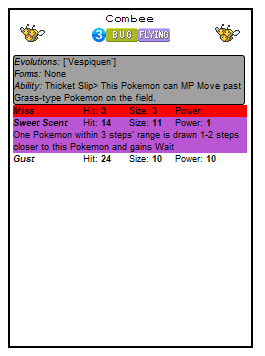 Combee
3 BUG FLYING
Evolutions: ['Vespiquen']
Forms: None
Ability: Thicket Slip> This Pokemon can MP Move past
Grass-type Pokemon on the field.
Miss Hit: 3 Size: 3 Power:
Sweet Scent Hit: 14 Size: 11 Power: 1
One Pokemon within 3 steps' range is drawn 1-2 steps
closer to this Pokemon and gains Wait
Gust Hit: 24 Size: 10 Power: 10